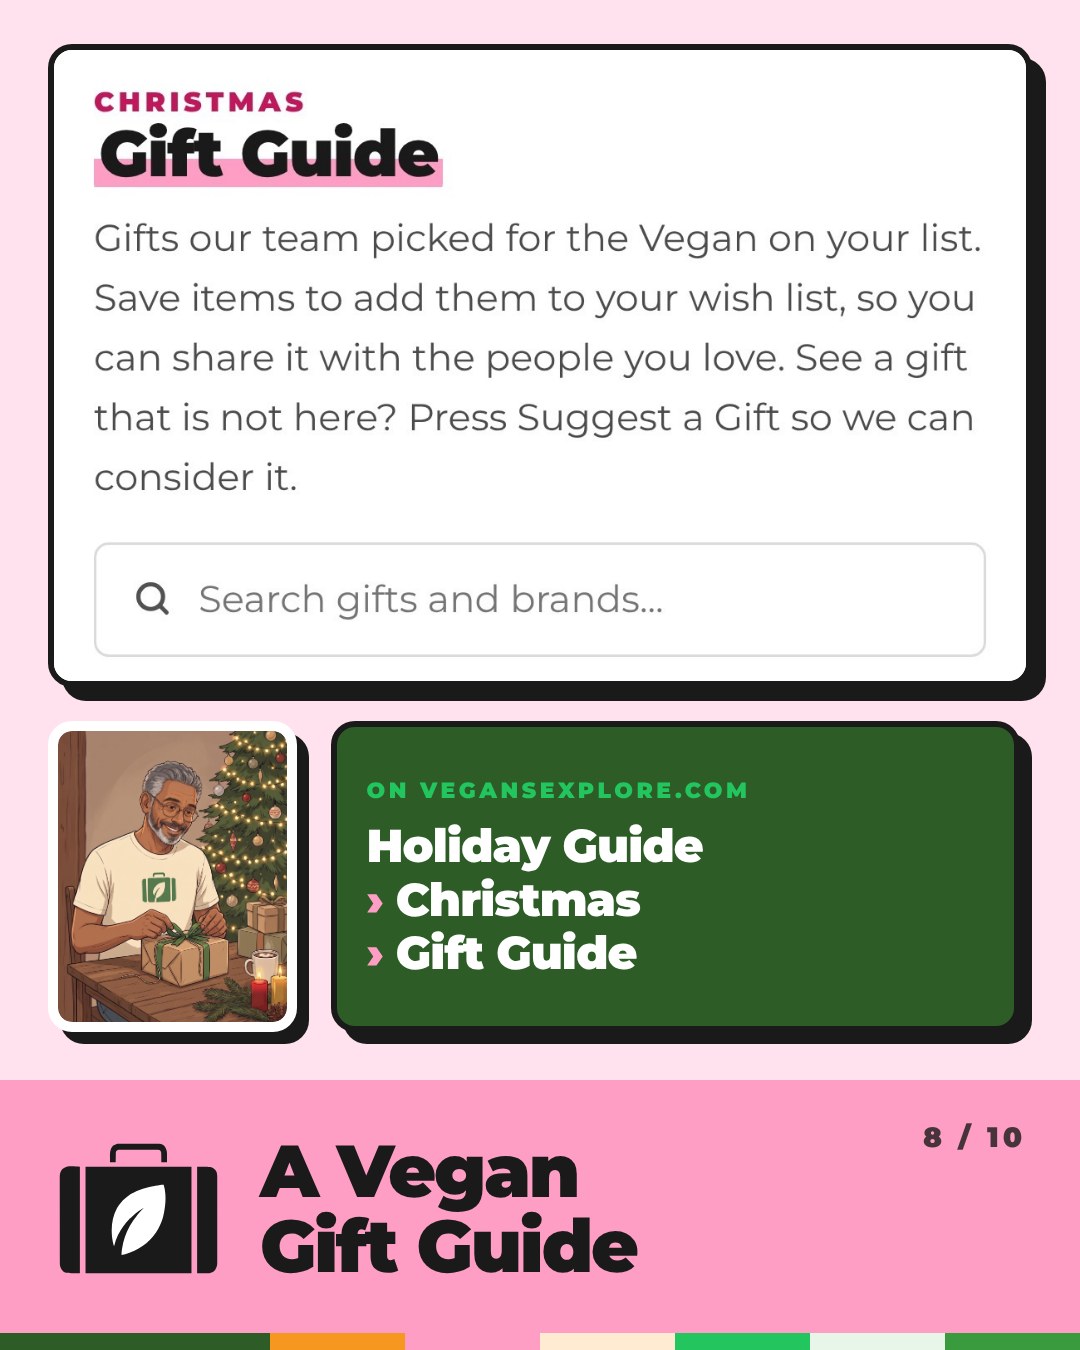 CHRISTMAS
Gift Guide
Gifts our team picked for the Vegan on your list.
Save items to add them to your wish list, so you
can share it with the people you love. See a gift
that is not here? Press Suggest a Gift so we can
consider it.
Search gifts and brands...
ON VEGANSEXPLORE.COM
Holiday Guide
› Christmas
› Gift Guide
8 / 10
A Vegan
Gift Guide